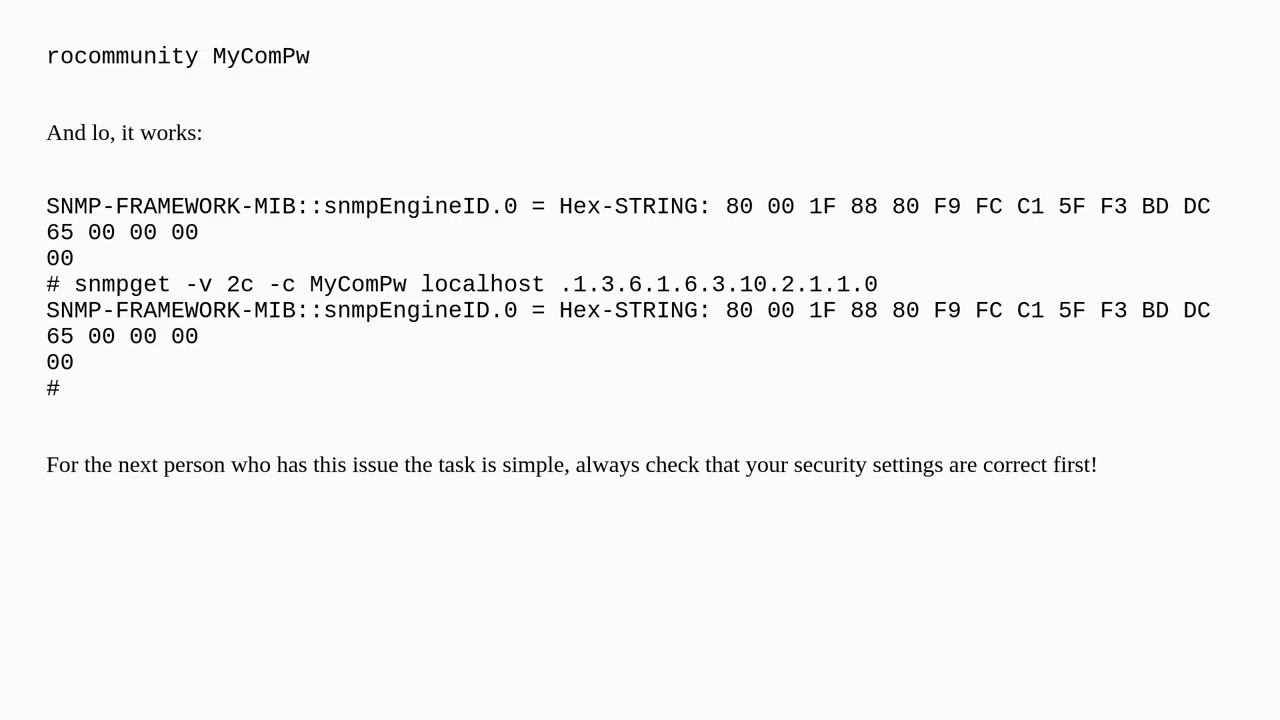 rocommunity MyComPw
And lo, it works:
SNMP-FRAMEWORK-MIB::snmpEngineID.0 = Hex-STRING: 80 00 1F 88 80 F9 FC C1 5F F3 BD DC
65 00 00 00
00
# snmpget -v 2c -c MyComPw localhost .1.3.6.1.6.3.10.2.1.1.0
SNMP-FRAMEWORK-MIB::snmpEngineID.0 = Hex-STRING: 80 00 1F 88 80 F9 FC C1 5F F3 BD DC
65 00 00 00
00
#
For the next person who has this issue the task is simple, always check that your security settings are correct first!